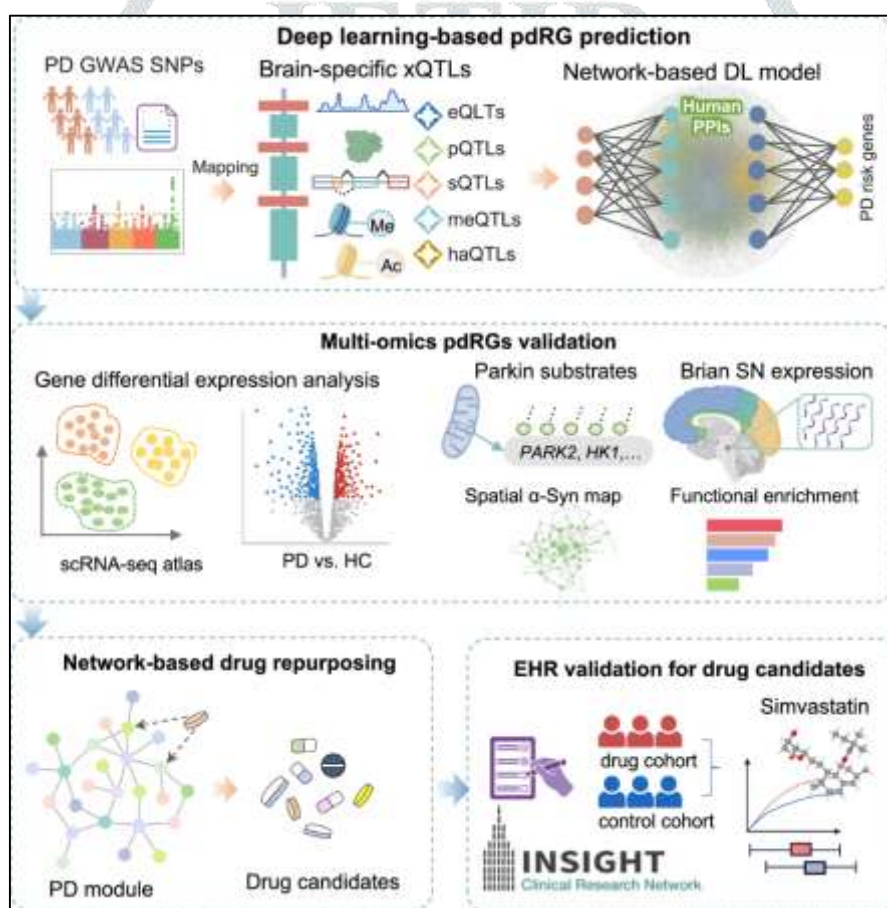 Deep learning-based pdRG prediction
PD GWAS SNPs
Brain-specific xQTLs
Network-based DL model
Mapping
eQLTs
pQTLs
sQTLs
meQTLs
haQTLs
Me
Ac
Human
PPIs
PD risk genes
Multi-omics pdRGs validation
Gene differential expression analysis
Parkin substrates
Brian SN expression
PARK2, HK1,...
scRNA-seq atlas
PD vs. HC
Spatial α-Syn map
Functional enrichment
Network-based drug repurposing
PD module
Drug candidates
EHR validation for drug candidates
Simvastatin
drug cohort
control cohort
INSIGHT
Clinical Research Network